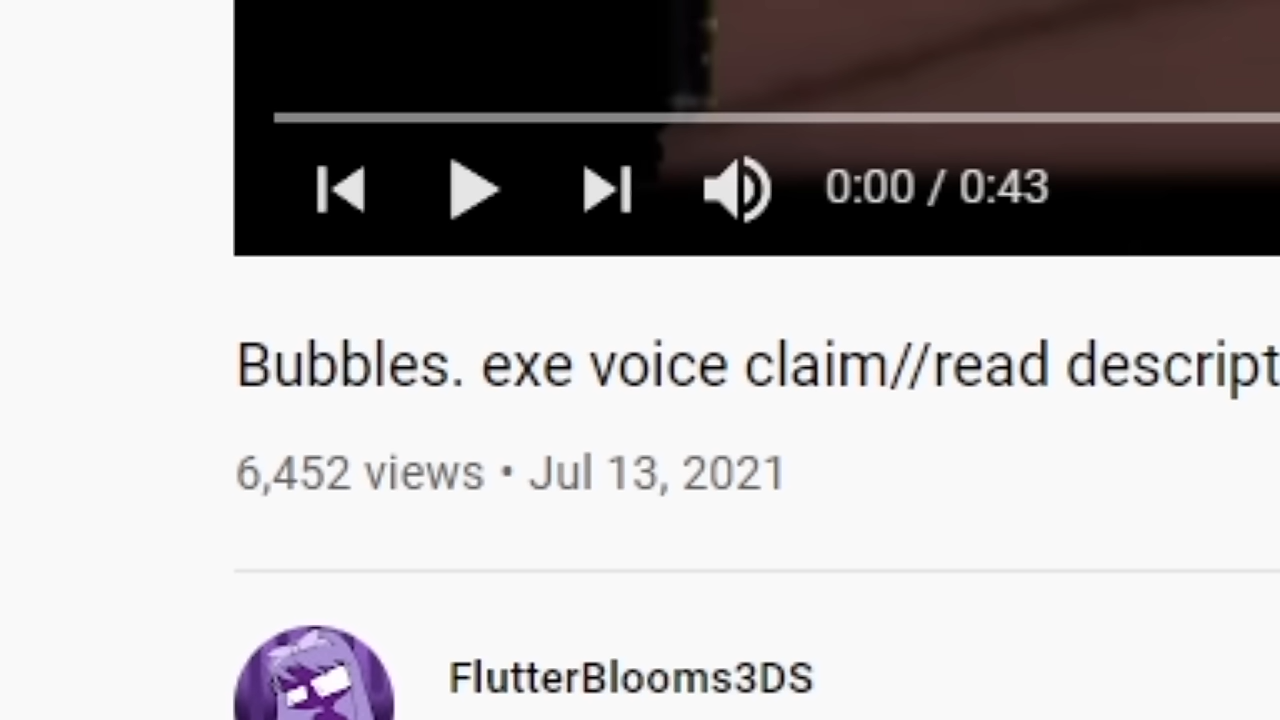 0:00 / 0:43
Bubbles. exe voice claim//read descript
6,452 views • Jul 13, 2021
FlutterBlooms3DS